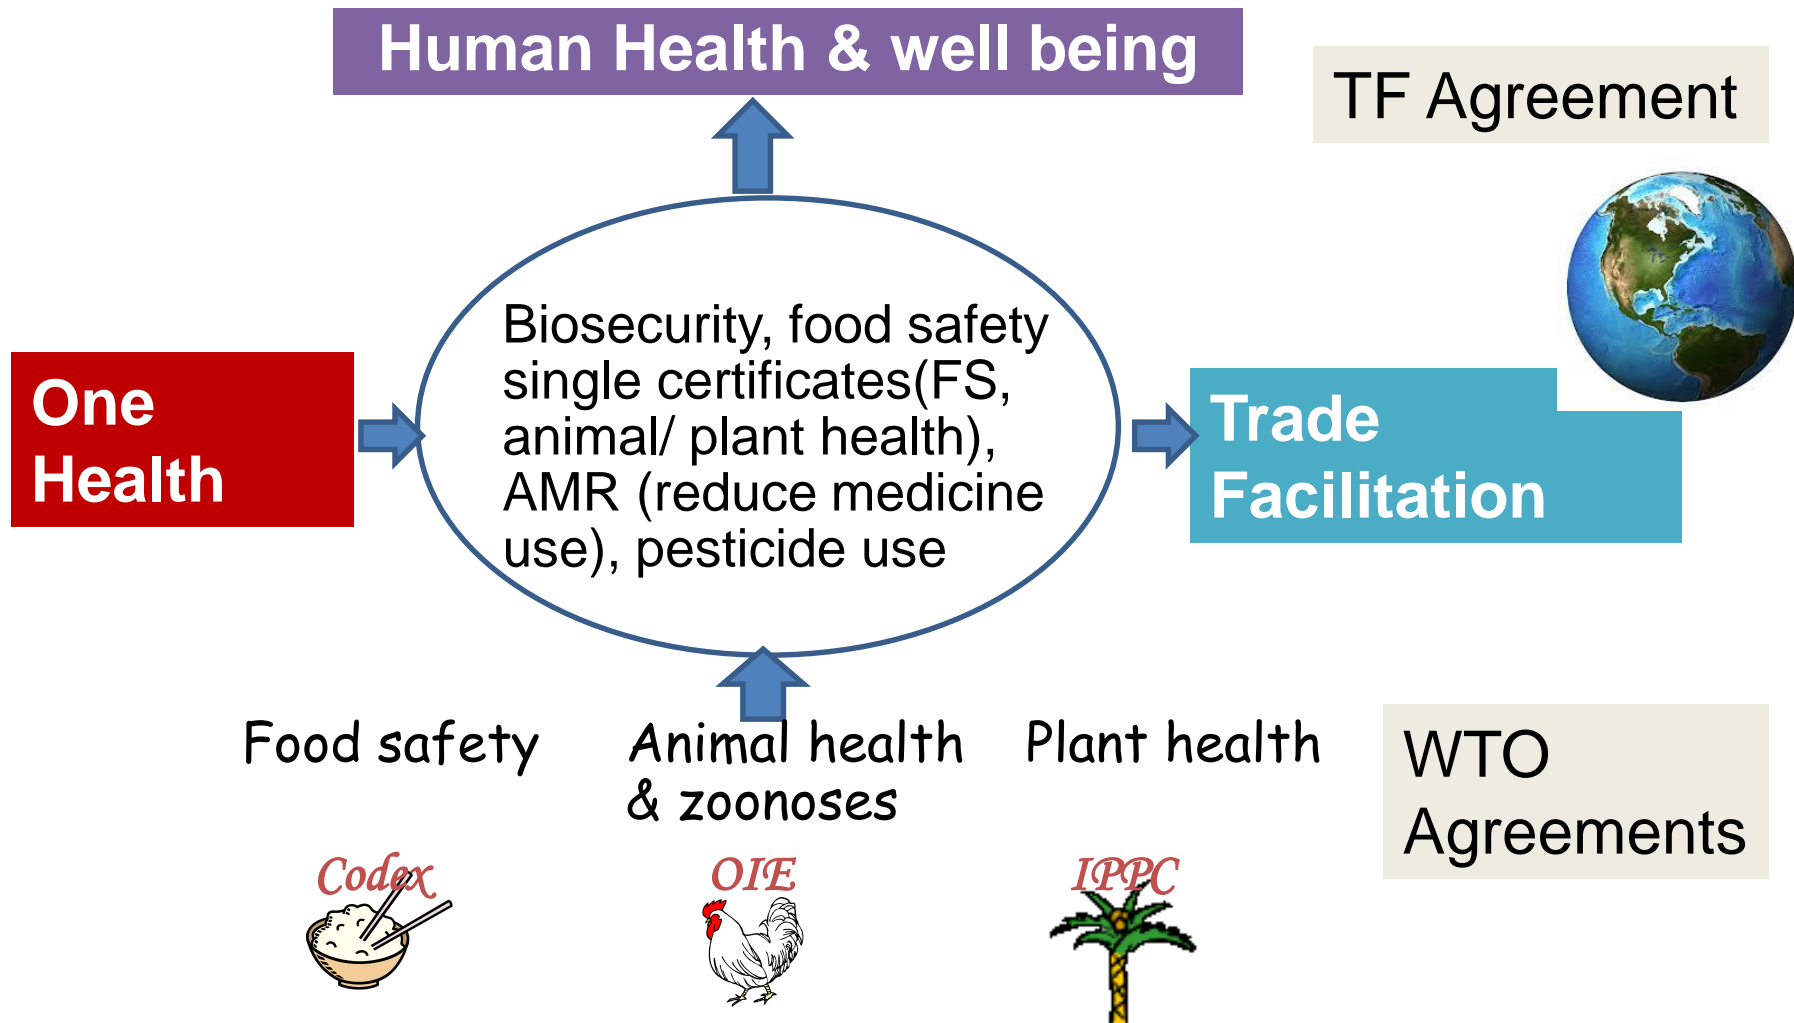 Human Health & well being
TF Agreement
Biosecurity, food safety
single certificates(FS,
animal/ plant health),
AMR (reduce medicine
use), pesticide use
One
Health
Trade
Facilitation
Food safety
Animal health
& zoonoses
Plant health
WTO
Agreements
Codex
OIE
IPPC